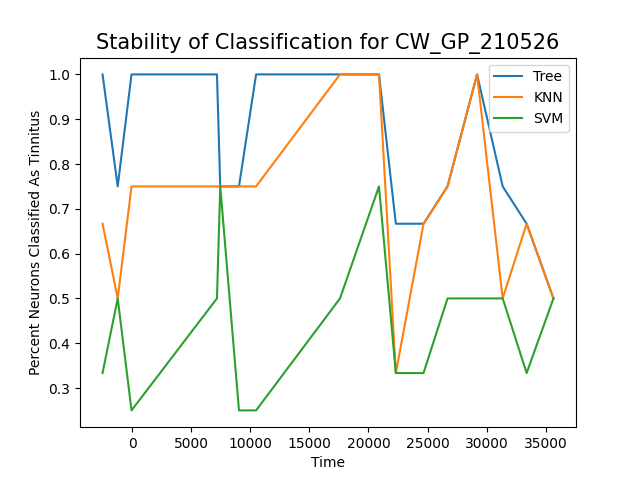 Stability of Classification for CW_GP_210526
Tree
KNN
SVM
Percent Neurons Classified As Tinnitus
1.0
0.9
0.8
0.7
0.6
0.5
0.4
0.3
0 5000 10000 15000 20000 25000 30000 35000
Time